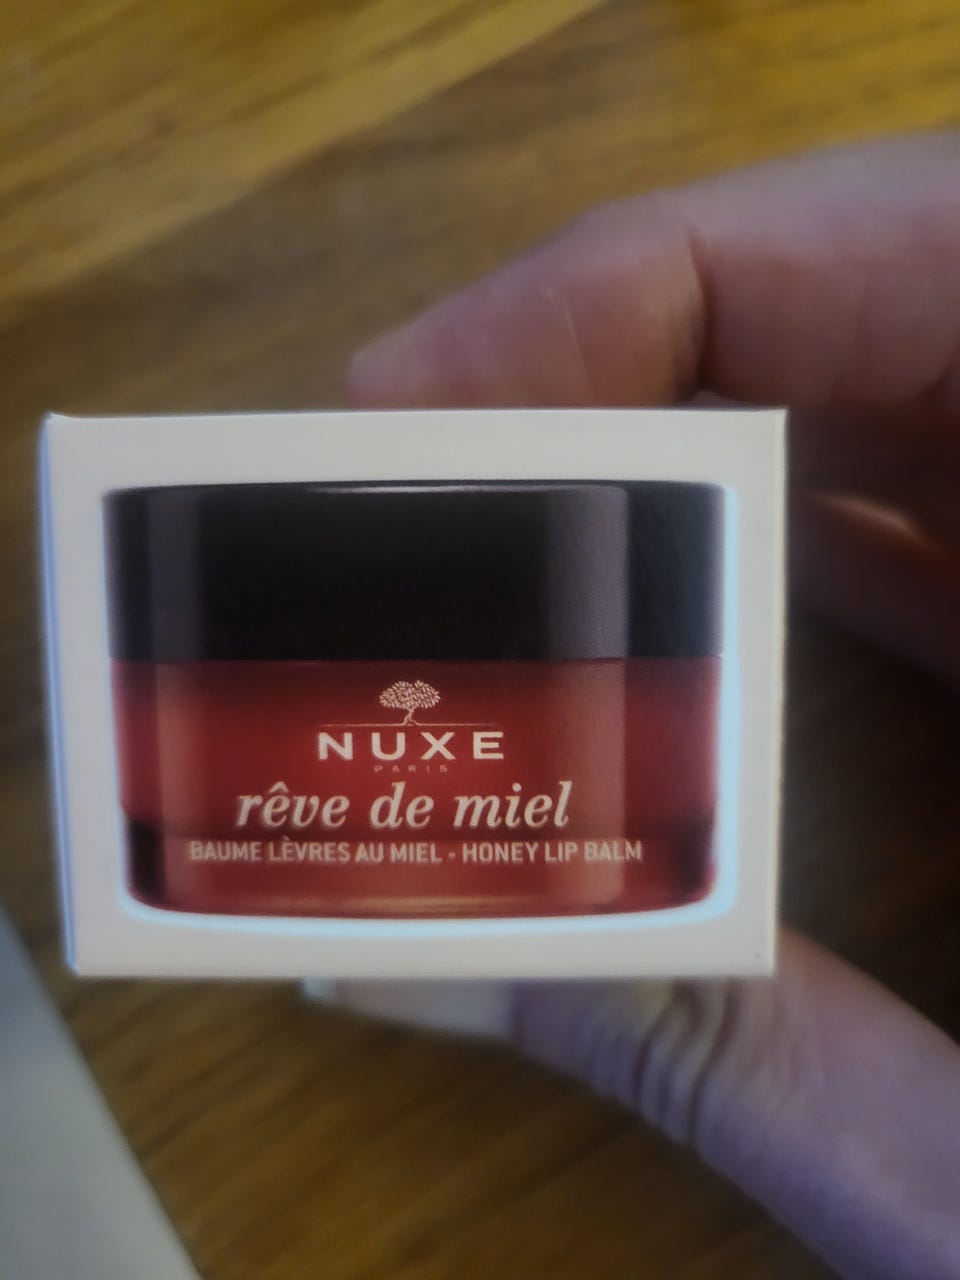 NUXE
PARIS
rêve de miel
BAUME LÈVRES AU MIEL - HONEY LIP BALM